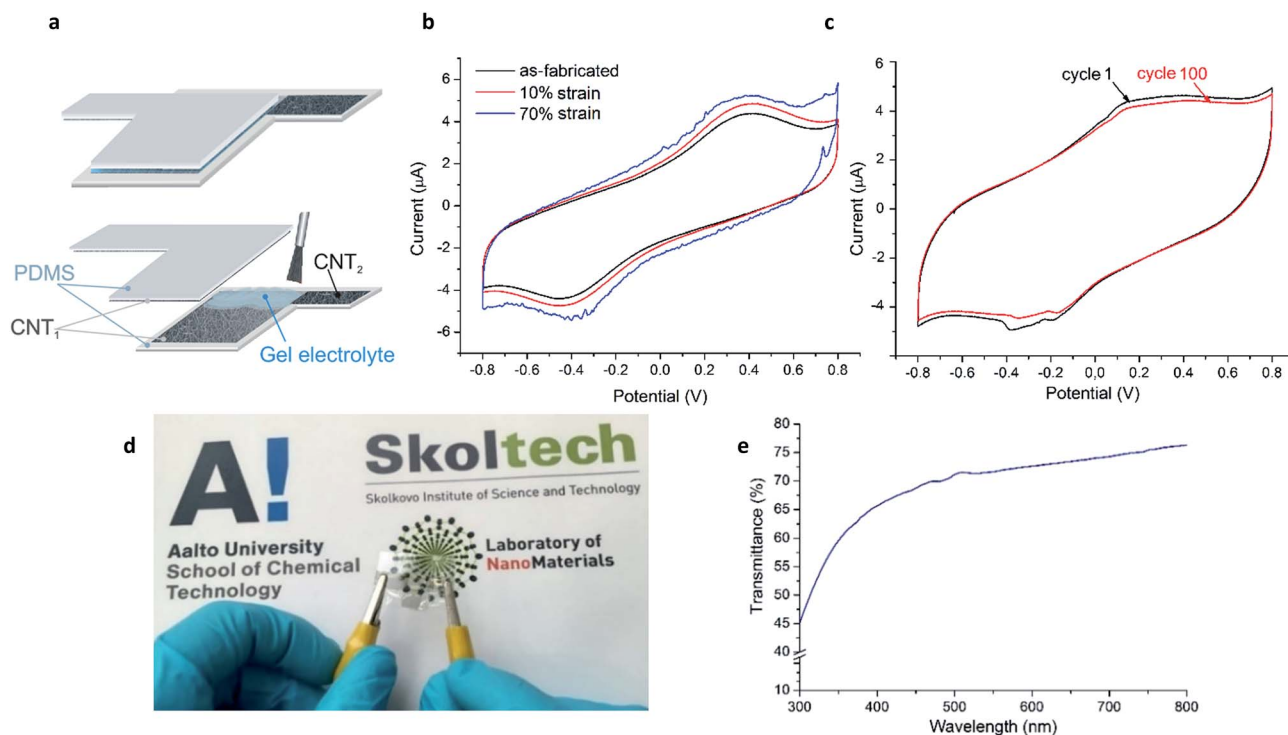 a
PDMS
CNT1
CNT2
Gel electrolyte
b
as-fabricated
10% strain
70% strain
6
4
2
0
-2
-4
-6
Current (μA)
-0.8 -0.6 -0.4 -0.2 0.0 0.2 0.4 0.6 0.8
Potential (V)
c
cycle 1
cycle 100
6
4
2
0
-2
-4
-6
Current (μA)
-0.8 -0.6 -0.4 -0.2 0,0 0.2 0.4 0.6 0.8
Potential (V)
d
A!
Aalto University
School of Chemical
Technology
Skoltech
Skolkovo Institute of Science and Technology
Laboratory of
NanoMaterials
e
80
75
70
65
60
55
50
45
40
10
Transmittance (%)
300 400 500 600 700 800
Wavelength (nm)